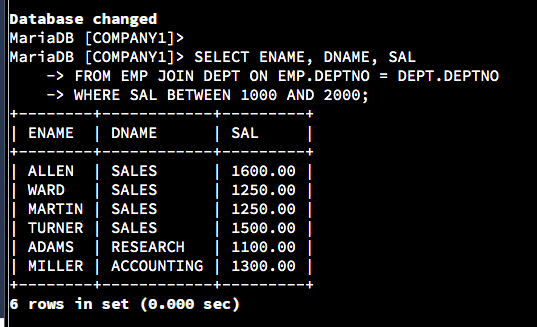 Database changed
MariaDB [COMPANY1]>
MariaDB [COMPANY1]> SELECT ENAME, DNAME, SAL
    -> FROM EMP JOIN DEPT ON EMP.DEPTNO = DEPT.DEPTNO
    -> WHERE SAL BETWEEN 1000 AND 2000;
+--------+------------+---------+
| ENAME  | DNAME      | SAL     |
+--------+------------+---------+
| ALLEN  | SALES      | 1600.00 |
| WARD   | SALES      | 1250.00 |
| MARTIN | SALES      | 1250.00 |
| TURNER | SALES      | 1500.00 |
| ADAMS  | RESEARCH   | 1100.00 |
| MILLER | ACCOUNTING | 1300.00 |
+--------+------------+---------+
6 rows in set (0.000 sec)